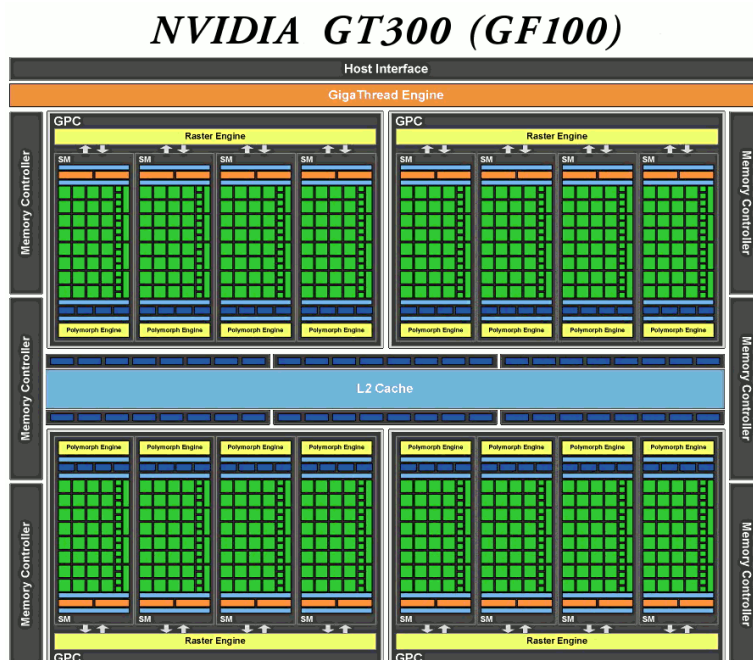 NVIDIA GT300 (GF100)
Host Interface
GigaThread Engine
Memory Controller
Memory Controller
Memory Controller
Memory Controller
Memory Controller
Memory Controller
GPC
Raster Engine
SM SM SM SM
Polymorph Engine Polymorph Engine Polymorph Engine Polymorph Engine
GPC
Raster Engine
SM SM SM SM
Polymorph Engine Polymorph Engine Polymorph Engine Polymorph Engine
L2 Cache
Polymorph Engine Polymorph Engine Polymorph Engine Polymorph Engine
SM SM SM SM
Raster Engine
GPC
Polymorph Engine Polymorph Engine Polymorph Engine Polymorph Engine
SM SM SM SM
Raster Engine
GPC